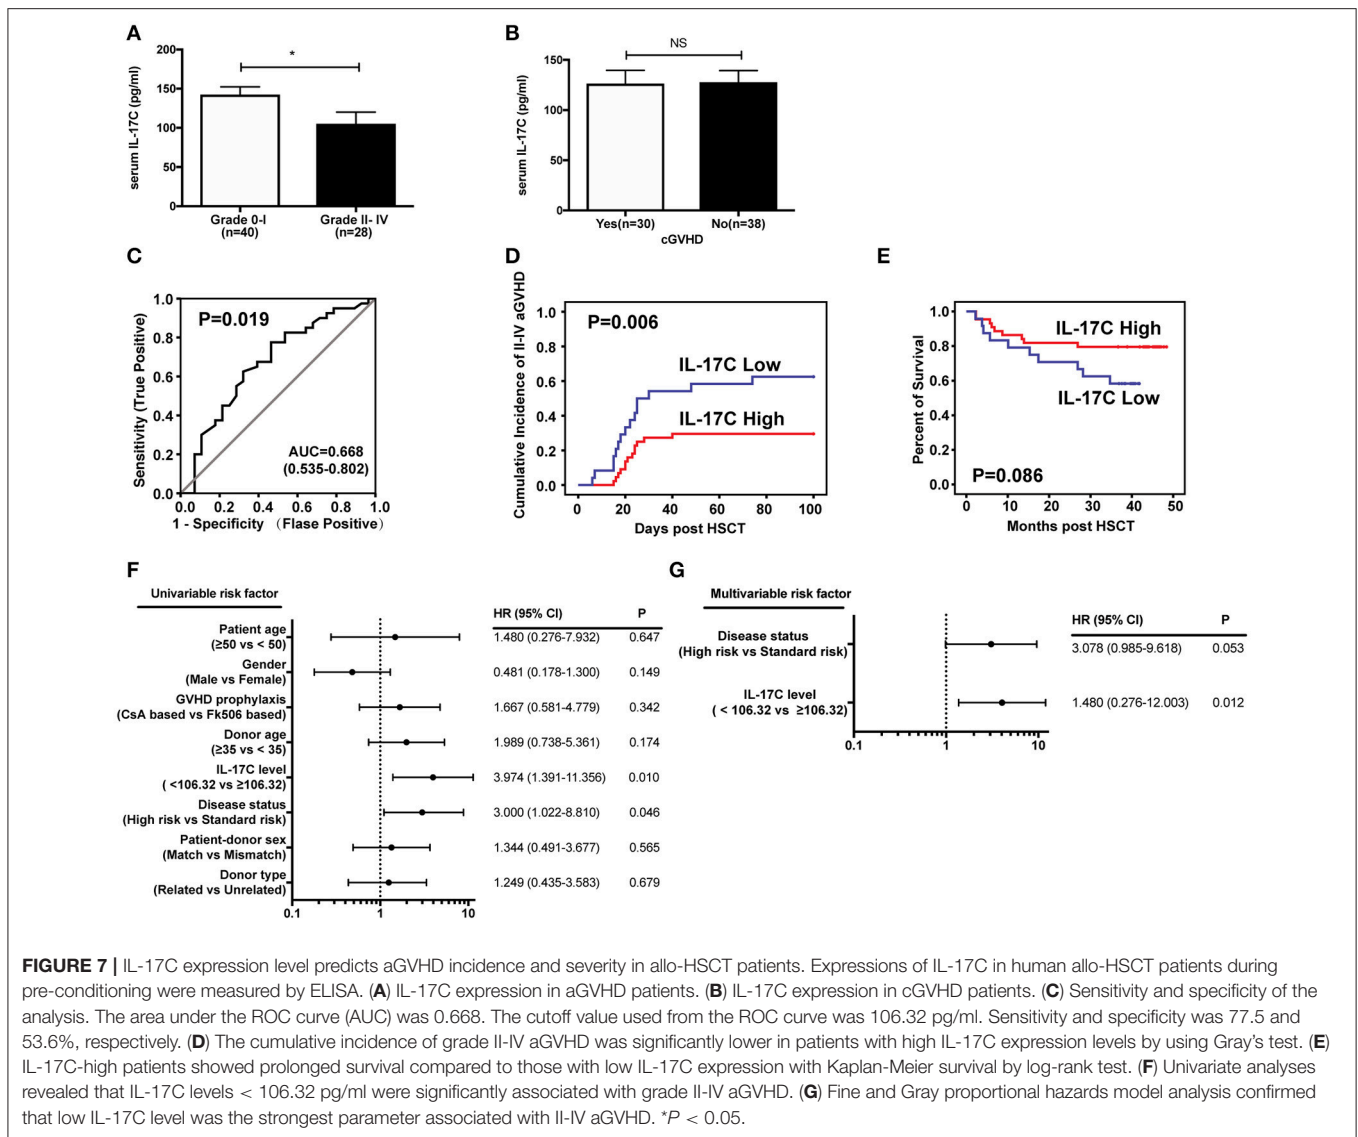 A
serum IL-17C (pg/ml)
200
150
100
50
0
*
Grade 0-I
(n=40)
Grade II- IV
(n=28)
B
serum IL-17C (pg/ml)
150
100
50
0
NS
Yes(n=30)
No(n=38)
cGVHD
C
Sensitivity (True Positive)
1.0
0.8
0.6
0.4
0.2
0.0
P=0.019
AUC=0.668
(0.535-0.802)
0.0 0.2 0.4 0.6 0.8 1.0
1 - Specificity （Flase Positive）
D
Cumulative Incidence of II-IV aGVHD
1.0
0.8
0.6
0.4
0.2
0.0
P=0.006
IL-17C Low
IL-17C High
0 20 40 60 80 100
Days post HSCT
E
Percent of Survival
1.0
0.8
0.6
0.4
0.2
0.0
IL-17C High
IL-17C Low
P=0.086
0 10 20 30 40 50
Months post HSCT
F
Univariable risk factor
HR (95% CI) P
Patient age
(≥50 vs < 50)
1.480 (0.276-7.932) 0.647
Gender
(Male vs Female)
0.481 (0.178-1.300) 0.149
GVHD prophylaxis
(CsA based vs Fk506 based)
1.667 (0.581-4.779) 0.342
Donor age
(≥35 vs < 35)
1.989 (0.738-5.361) 0.174
IL-17C level
( <106.32 vs ≥106.32)
3.974 (1.391-11.356) 0.010
Disease status
(High risk vs Standard risk)
3.000 (1.022-8.810) 0.046
Patient-donor sex
(Match vs Mismatch)
1.344 (0.491-3.677) 0.565
Donor type
(Related vs Unrelated)
1.249 (0.435-3.583) 0.679
0.1 1 10
G
Multivariable risk factor
HR (95% CI) P
Disease status
(High risk vs Standard risk)
3.078 (0.985-9.618) 0.053
IL-17C level
( < 106.32 vs ≥106.32)
1.480 (0.276-12.003) 0.012
0.1 1 10
FIGURE 7 | IL-17C expression level predicts aGVHD incidence and severity in allo-HSCT patients. Expressions of IL-17C in human allo-HSCT patients during
pre-conditioning were measured by ELISA. (A) IL-17C expression in aGVHD patients. (B) IL-17C expression in cGVHD patients. (C) Sensitivity and specificity of the
analysis. The area under the ROC curve (AUC) was 0.668. The cutoff value used from the ROC curve was 106.32 pg/ml. Sensitivity and specificity was 77.5 and
53.6%, respectively. (D) The cumulative incidence of grade II-IV aGVHD was significantly lower in patients with high IL-17C expression levels by using Gray's test. (E)
IL-17C-high patients showed prolonged survival compared to those with low IL-17C expression with Kaplan-Meier survival by log-rank test. (F) Univariate analyses
revealed that IL-17C levels < 106.32 pg/ml were significantly associated with grade II-IV aGVHD. (G) Fine and Gray proportional hazards model analysis confirmed
that low IL-17C level was the strongest parameter associated with II-IV aGVHD. *P < 0.05.